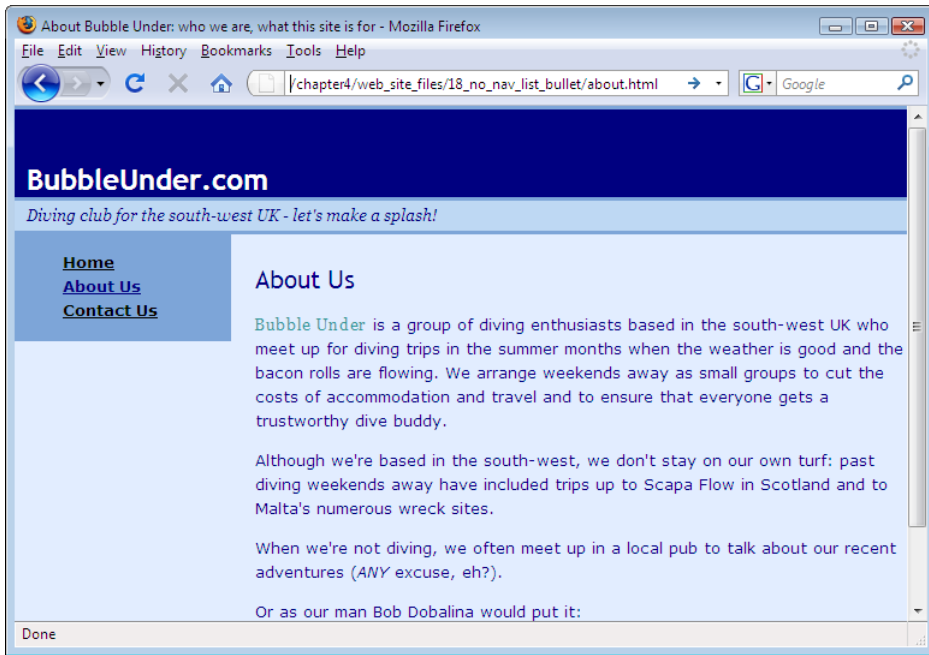 About Bubble Under: who we are, what this site is for - Mozilla Firefox
File Edit View History Bookmarks Tools Help
/chapter4/web_site_files/18_no_nav_list_bullet/about.html
G Google
BubbleUnder.com
Diving club for the south-west UK - let's make a splash!
Home
About Us
Contact Us
About Us
Bubble Under is a group of diving enthusiasts based in the south-west UK who
meet up for diving trips in the summer months when the weather is good and the
bacon rolls are flowing. We arrange weekends away as small groups to cut the
costs of accommodation and travel and to ensure that everyone gets a
trustworthy dive buddy.
Although we're based in the south-west, we don't stay on our own turf: past
diving weekends away have included trips up to Scapa Flow in Scotland and to
Malta's numerous wreck sites.
When we're not diving, we often meet up in a local pub to talk about our recent
adventures (ANY excuse, eh?).
Or as our man Bob Dobalina would put it:
Done